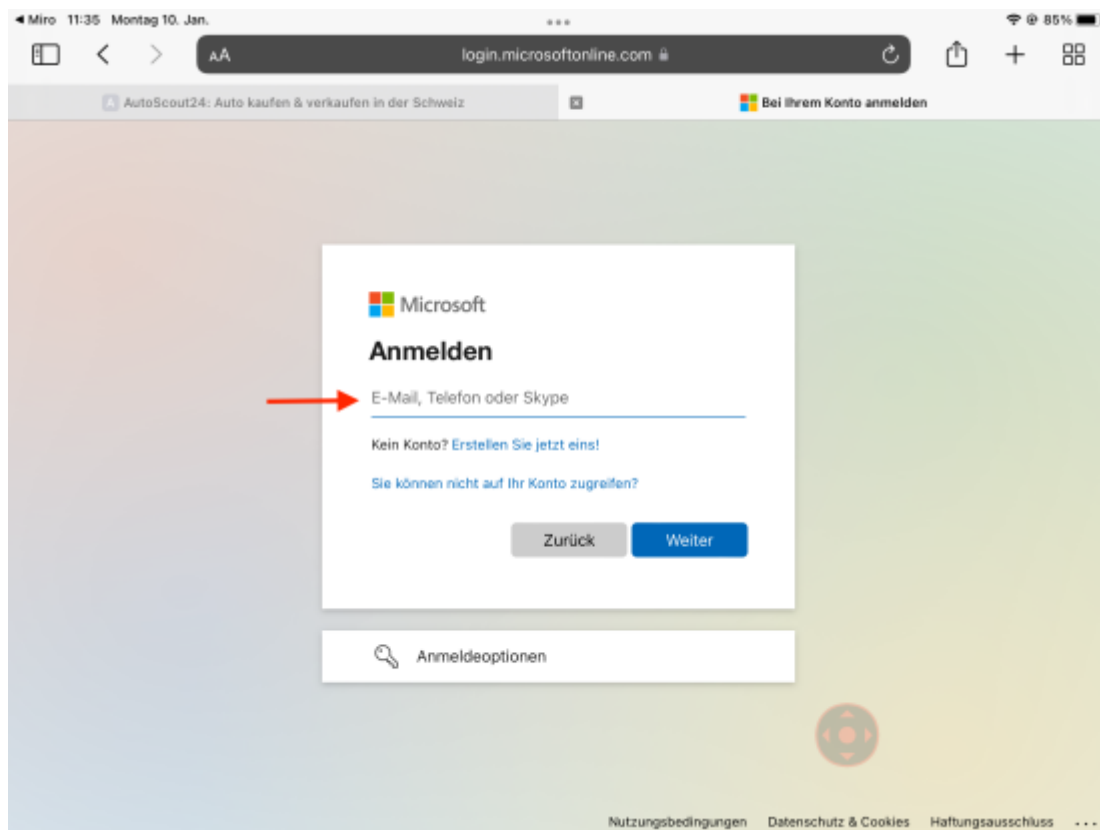 Miro 11:35 Montag 10. Jan. 85%
AA login.microsoftonline.com
AutoScout24: Auto kaufen & verkaufen in der Schweiz Bei Ihrem Konto anmelden
Microsoft
Anmelden
E-Mail, Telefon oder Skype
Kein Konto? Erstellen Sie jetzt eins!
Sie können nicht auf Ihr Konto zugreifen?
Zurück Weiter
Anmeldeoptionen
Nutzungsbedingungen Datenschutz & Cookies Haftungsausschluss ...